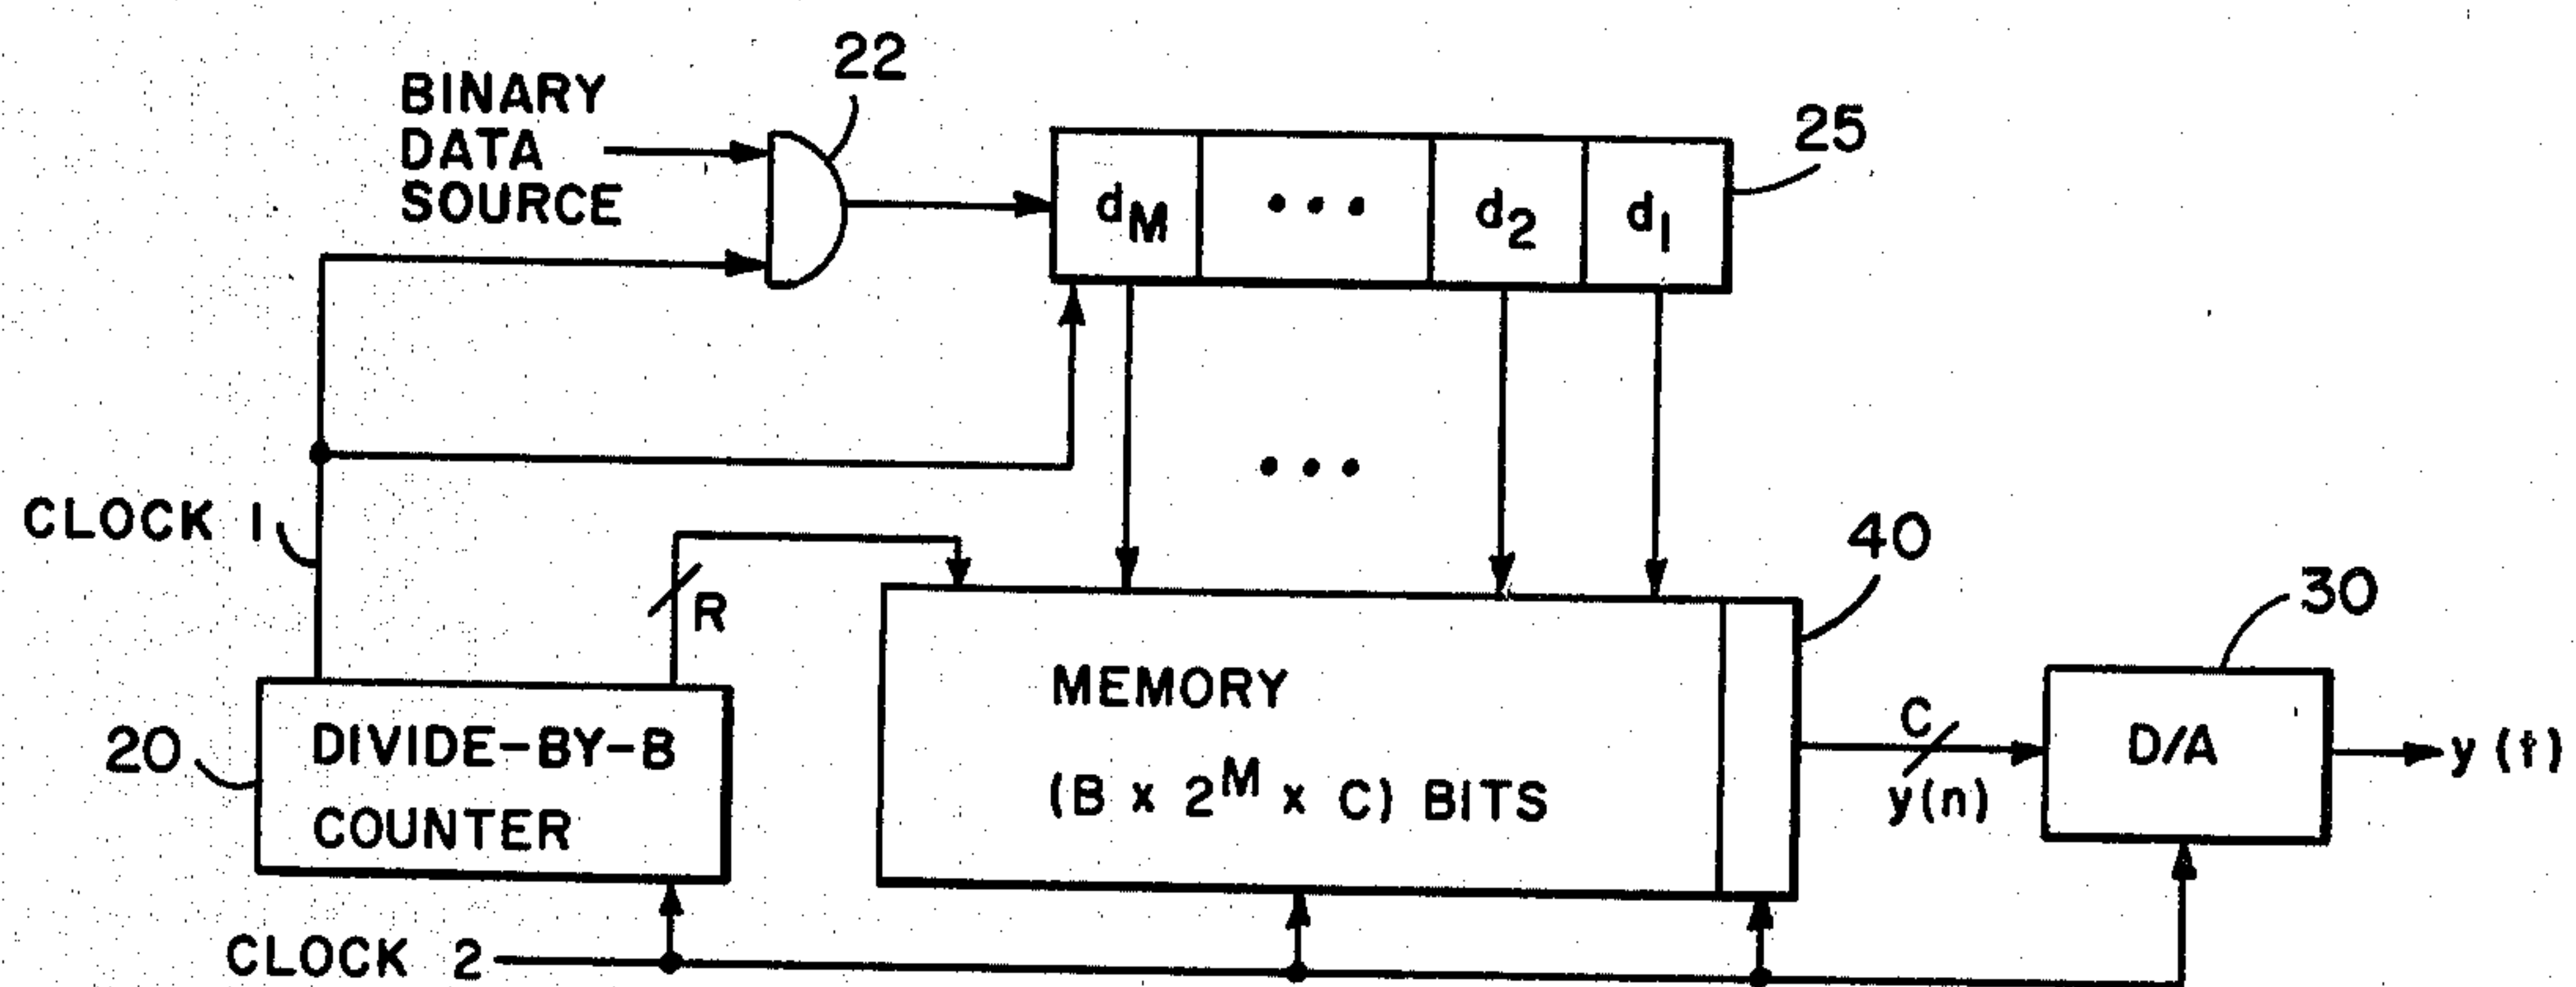 22
BINARY
DATA
SOURCE
25
dM
• • •
d2
d1
• • •
CLOCK 1
R
40
30
MEMORY
(B x 2^M x C) BITS
20
DIVIDE-BY-B
COUNTER
C
y(n)
D/A
y (t)
CLOCK 2